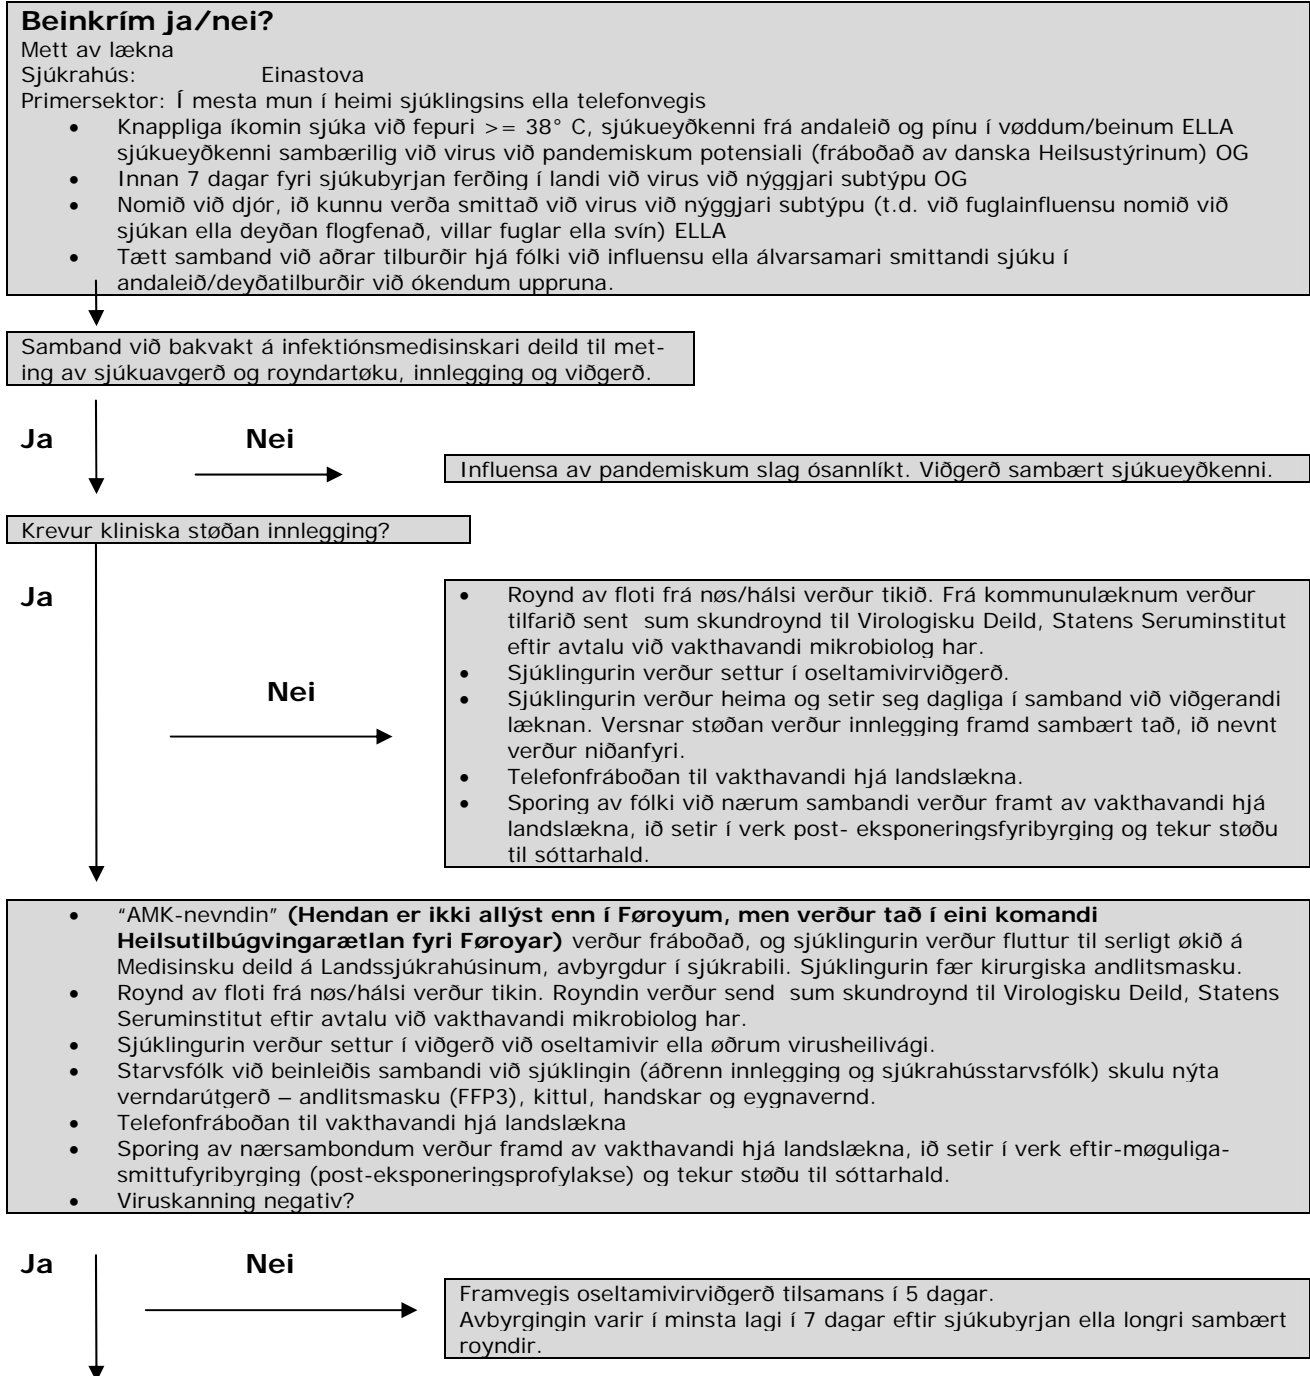 Beinkrím ja/nei?
Mett av lækna
Sjúkrahús: Einastova
Primersektor: Í mesta mun í heimi sjúklingsins ella telefonvegis
• Knappliga íkomin sjúka við fepuri >= 38° C, sjúkueyðkenni frá andaleið og pínu í vøddum/beinum ELLA
sjúkueyðkenni sambærilig við virus við pandemiskum potensiali (fráboðað av danska Heilsustýrinum) OG
• Innan 7 dagar fyri sjúkubyrjan ferðing í landi við virus við nýggjari subtýpu OG
• Nomið við djór, ið kunnu verða smittað við virus við nýggjari subtýpu (t.d. við fuglainfluensu nomið við
sjúkan ella deyðan flogfenað, villar fuglar ella svín) ELLA
• Tætt samband við aðrar tilburðir hjá fólki við influensu ella álvarsamari smittandi sjúku í
andaleið/deyðatilburðir við ókendum uppruna.
Samband við bakvakt á infektiónsmedisinskari deild til met-
ing av sjúkuavgerð og royndartøku, innlegging og viðgerð.
Ja Nei
Influensa av pandemiskum slag ósannlíkt. Viðgerð sambært sjúkueyðkenni.
Krevur kliniska støðan innlegging?
Ja
• Roynd av floti frá nøs/hálsi verður tikið. Frá kommunulæknum verður
tilfarið sent sum skundroynd til Virologisku Deild, Statens Seruminstitut
eftir avtalu við vakthavandi mikrobiolog har.
• Sjúklingurin verður settur í oseltamivirviðgerð.
Nei
• Sjúklingurin verður heima og setir seg dagliga í samband við viðgerandi
læknan. Versnar støðan verður innlegging framd sambært tað, ið nevnt
verður niðanfyri.
• Telefonfráboðan til vakthavandi hjá landslækna.
• Sporing av fólki við nærum sambandi verður framt av vakthavandi hjá
landslækna, ið setir í verk post- eksponeringsfyribyrging og tekur støðu
til sóttarhald.
• “AMK-nevndin” (Hendan er ikki allýst enn í Føroyum, men verður tað í eini komandi
Heilsutilbúgvingarætlan fyri Føroyar) verður fráboðað, og sjúklingurin verður fluttur til serligt økið á
Medisinsku deild á Landssjúkrahúsinum, avbyrgdur í sjúkrabili. Sjúklingurin fær kirurgiska andlitsmasku.
• Roynd av floti frá nøs/hálsi verður tikin. Royndin verður send sum skundroynd til Virologisku Deild, Statens
Seruminstitut eftir avtalu við vakthavandi mikrobiolog har.
• Sjúklingurin verður settur í viðgerð við oseltamivir ella øðrum virusheilivági.
• Starvsfólk við beinleiðis sambandi við sjúklingin (áðrenn innlegging og sjúkrahússtarvsfólk) skulu nýta
verndarútgerð – andlitsmasku (FFP3), kittul, handskar og eygnavernd.
• Telefonfráboðan til vakthavandi hjá landslækna
• Sporing av nærsambondum verður framd av vakthavandi hjá landslækna, ið setir í verk eftir-møguliga-
smittufyribyrging (post-eksponeringsprofylakse) og tekur støðu til sóttarhald.
• Viruskanning negativ?
Ja Nei
Framvegis oseltamivirviðgerð tilsamans í 5 dagar.
Avbyrgingin varir í minsta lagi í 7 dagar eftir sjúkubyrjan ella longri sambært
royndir.